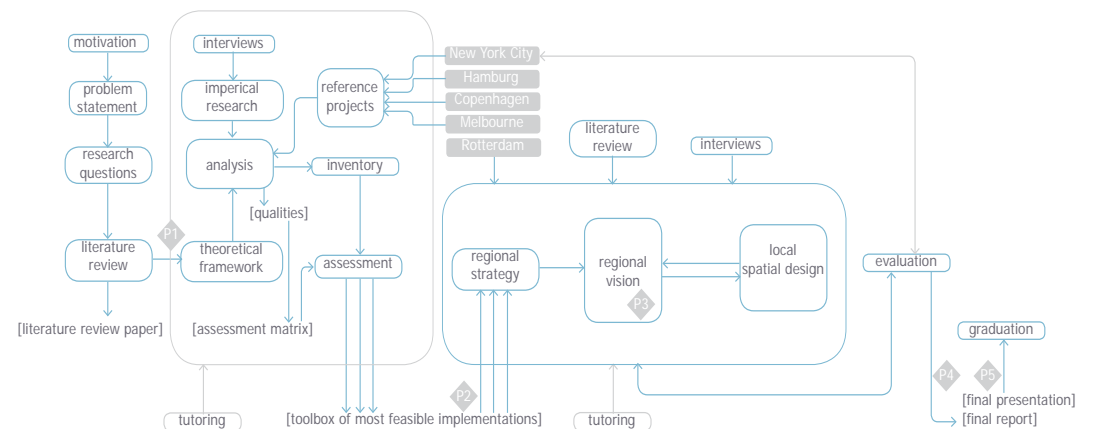 motivation
problem
statement
research
questions
literature
review
[literature review paper]
P1
interviews
imperical
research
analysis
[qualities]
theoretical
framework
[assessment matrix]
reference
projects
inventory
assessment
tutoring
[toolbox of most feasible implementations]
New York City
Hamburg
Copenhagen
Melbourne
Rotterdam
literature
review
interviews
regional
strategy
regional
vision
P3
local
spatial design
P2
tutoring
evaluation
graduation
P4
P5
[final presentation]
[final report]